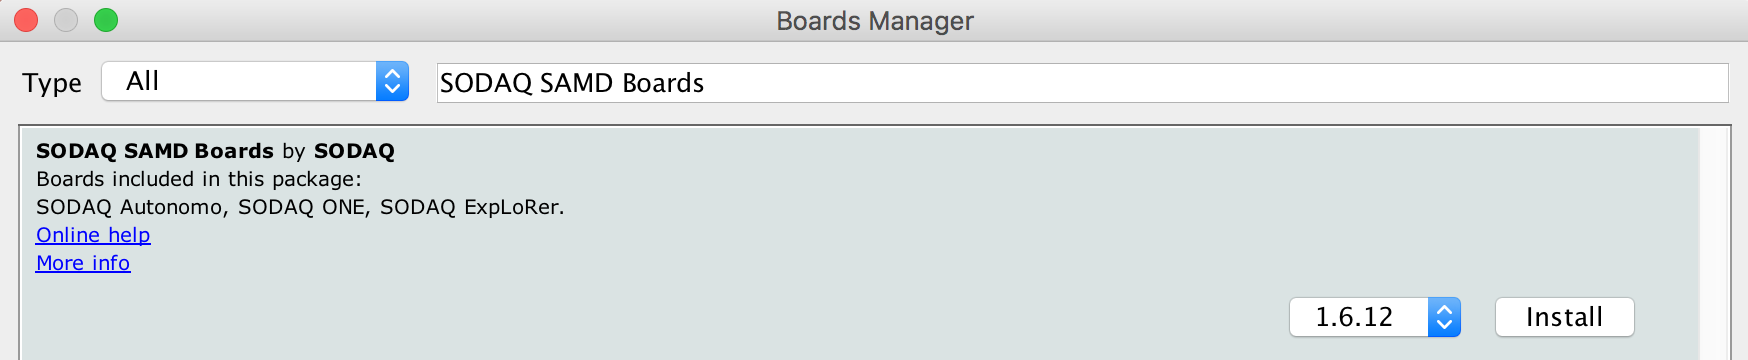 Boards Manager
Type All SODAQ SAMD Boards
SODAQ SAMD Boards by SODAQ
Boards included in this package:
SODAQ Autonomo, SODAQ ONE, SODAQ ExpLoRer.
Online help
More info
1.6.12 Install